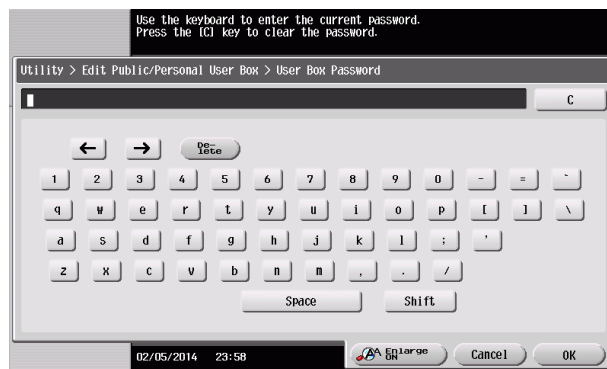 Use the keyboard to enter the current password.
Press the [C] key to clear the password.
Utility > Edit Public/Personal User Box > User Box Password
C
← → De-lete
1 2 3 4 5 6 7 8 9 0 - = `
q w e r t y u i o p [ ] \
a s d f g h j k l ; '
z x c v b n m , . /
Space Shift
02/05/2014 23:58
Enlarge ON Cancel OK